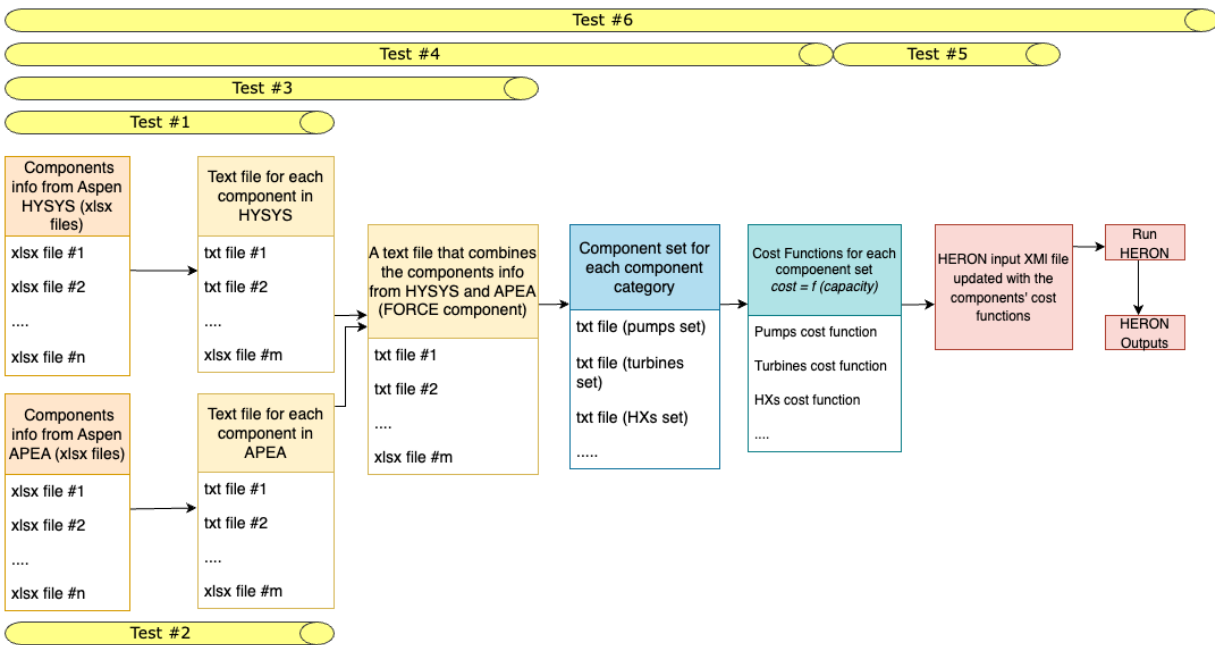 Test #6
Test #4
Test #5
Test #3
Test #1
Components
info from Aspen
HYSYS (xlsx
files)
xlsx file #1
xlsx file #2
....
xlsx file #n
Text file for each
component in
HYSYS
txt file #1
txt file #2
....
xlsx file #m
Components
info from Aspen
APEA (xlsx files)
xlsx file #1
xlsx file #2
....
xlsx file #n
Text file for each
component in
APEA
txt file #1
txt file #2
....
xlsx file #m
A text file that combines
the components info
from HYSYS and APEA
(FORCE component)
txt file #1
txt file #2
....
xlsx file #m
Component set for
each component
category
txt file (pumps set)
txt file (turbines
set)
txt file (HXs set)
.....
Cost Functions for each
compoenent set
cost = f (capacity)
Pumps cost function
Turbines cost function
HXs cost function
....
HERON input XMl file
updated with the
components' cost
functions
Run
HERON
HERON
Outputs
Test #2